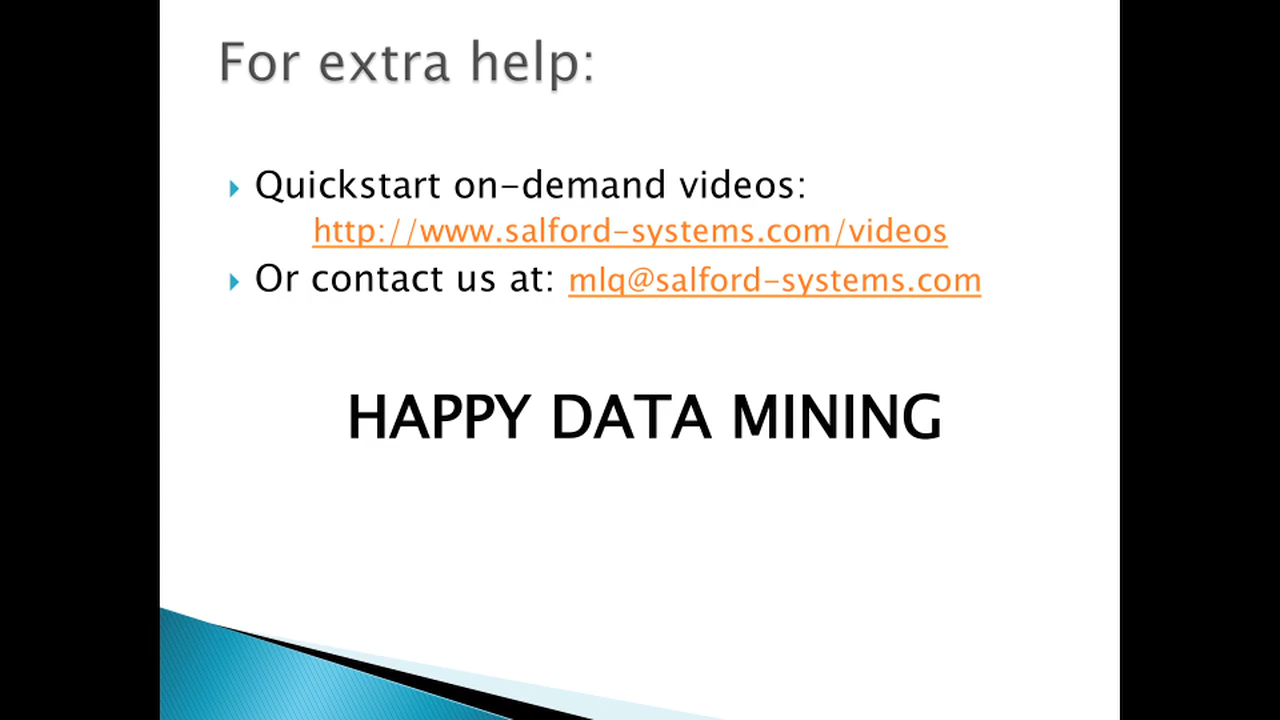 For extra help:
Quickstart on-demand videos:
http://www.salford-systems.com/videos
Or contact us at: mlq@salford-systems.com
HAPPY DATA MINING